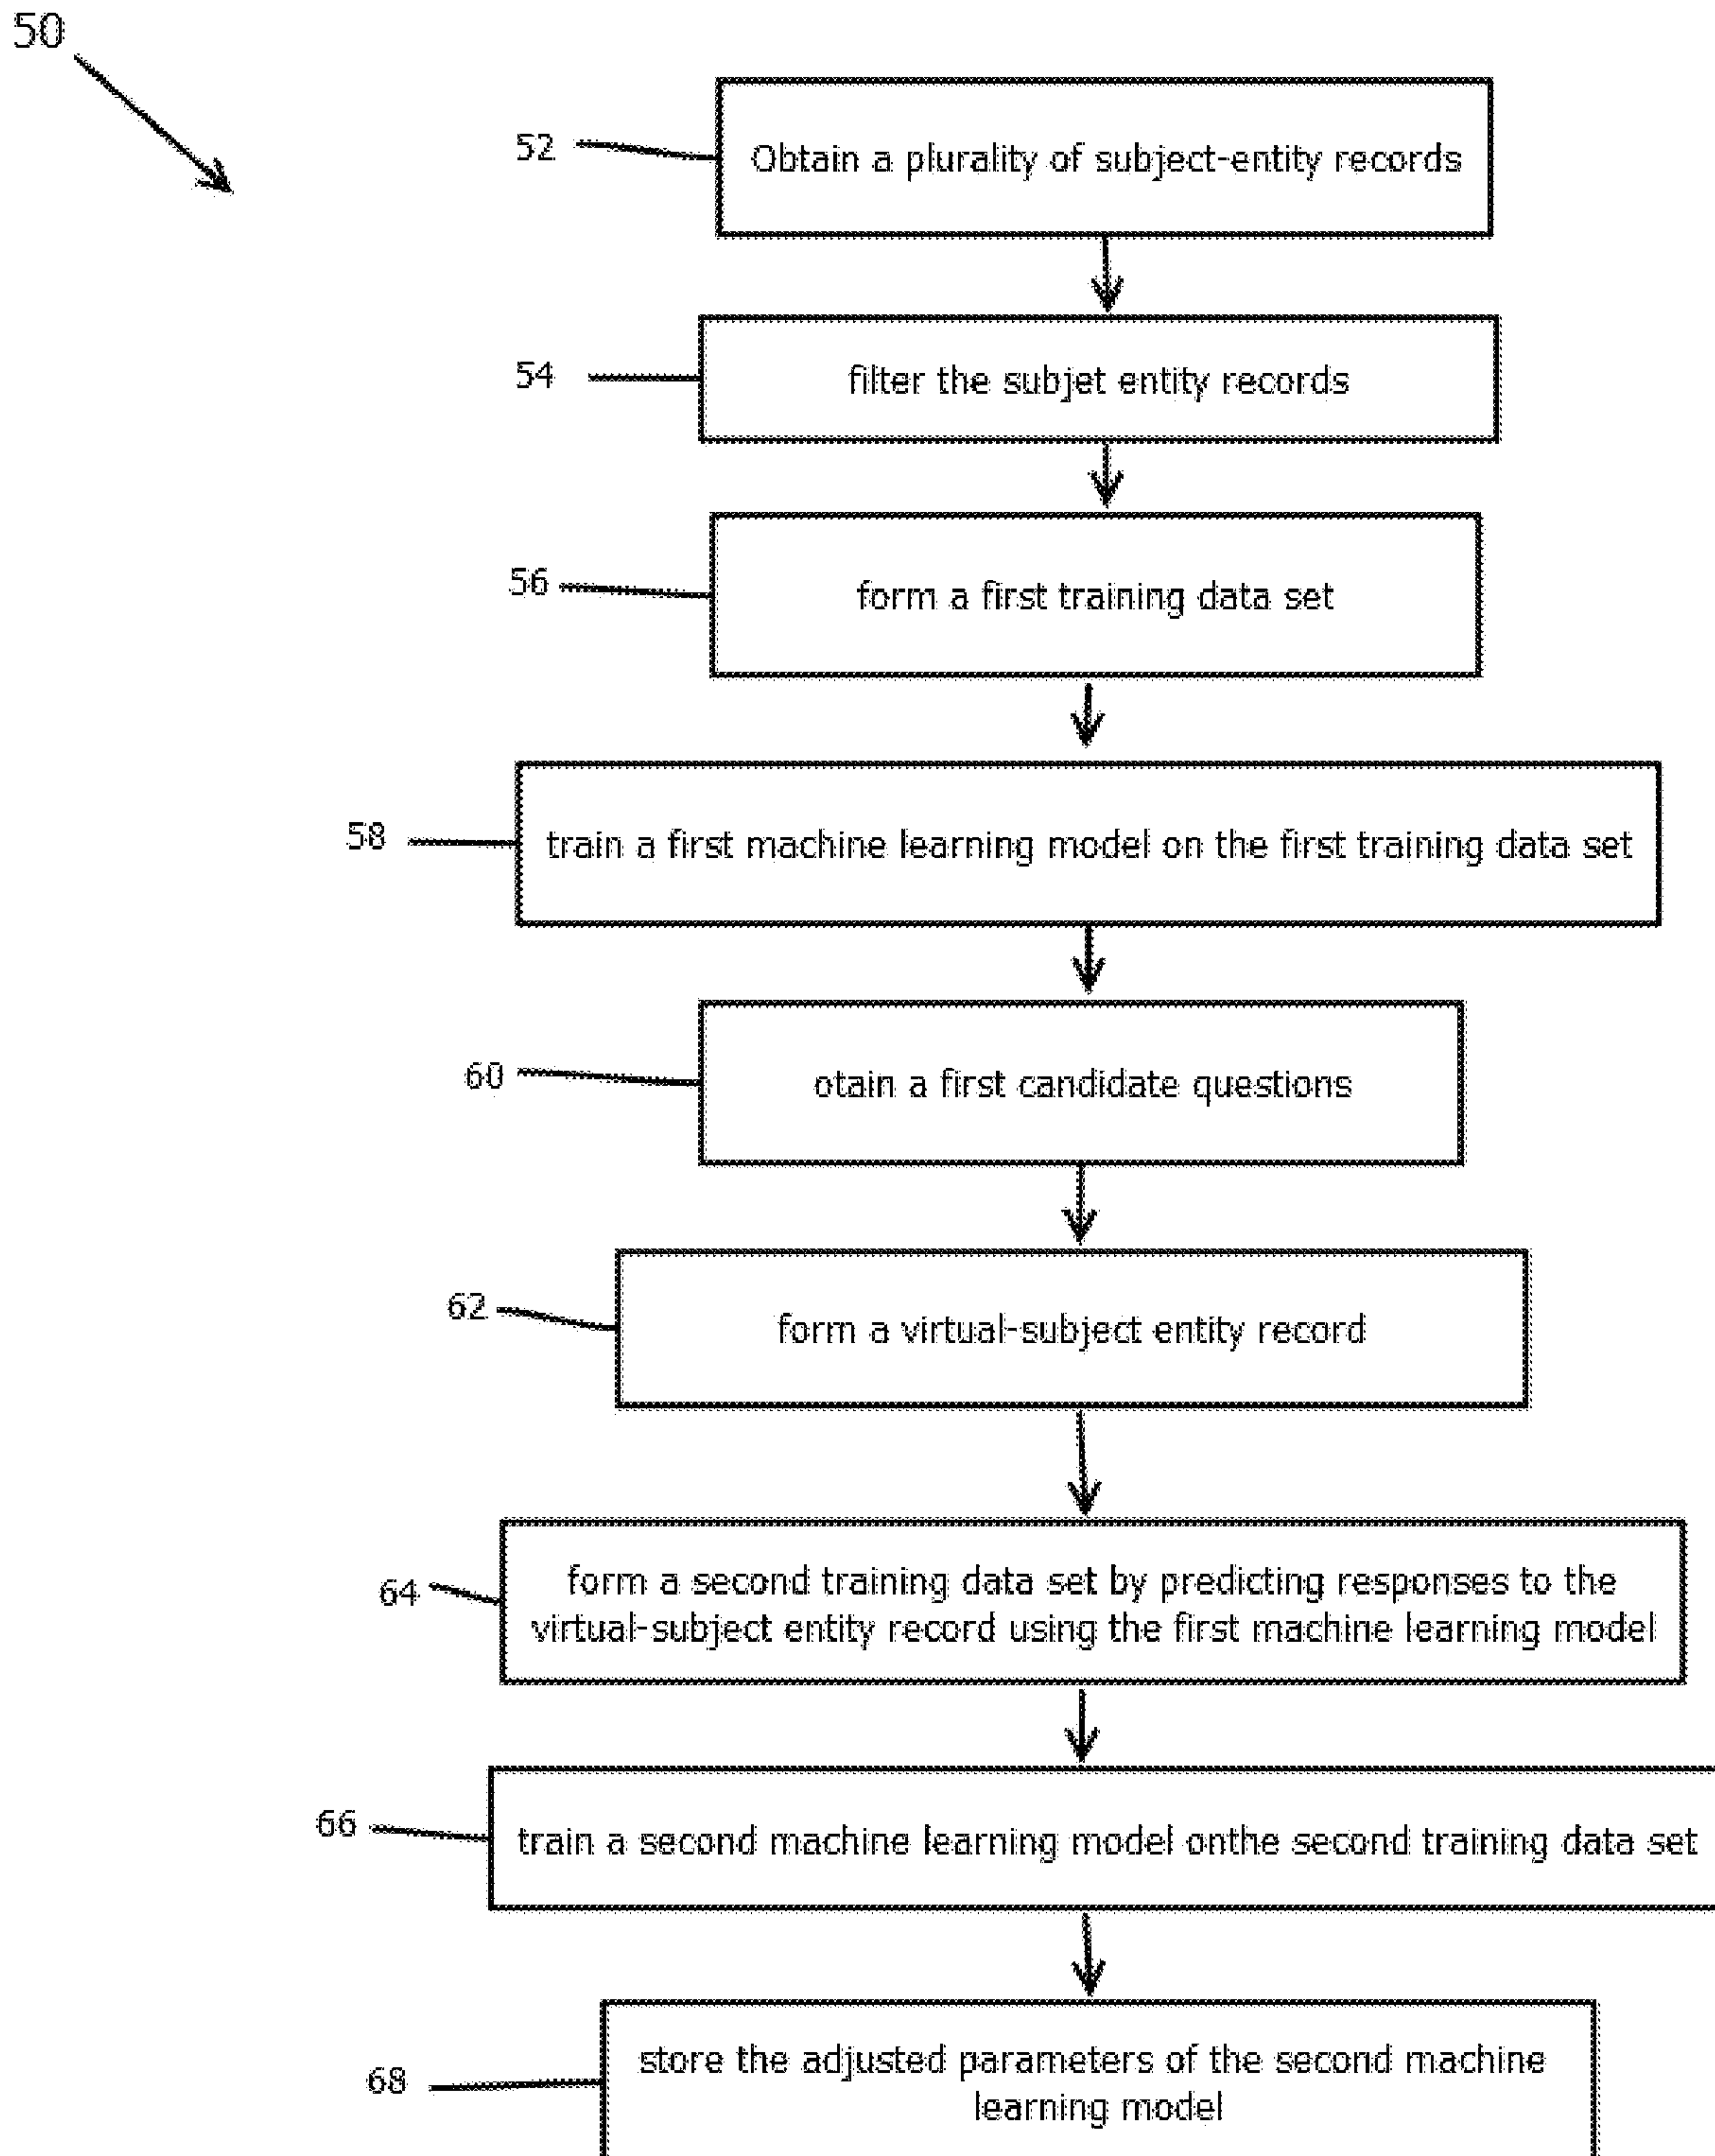 50
52
Obtain a plurality of subject-entity records
54
filter the subjet entity records
56
form a first training data set
58
train a first machine learning model on the first training data set
60
otain a first candidate questions
62
form a virtual-subject entity record
64
form a second training data set by predicting responses to the
virtual-subject entity record using the first machine learning model
66
train a second machine learning model onthe second training data set
68
store the adjusted parameters of the second machine
learning model